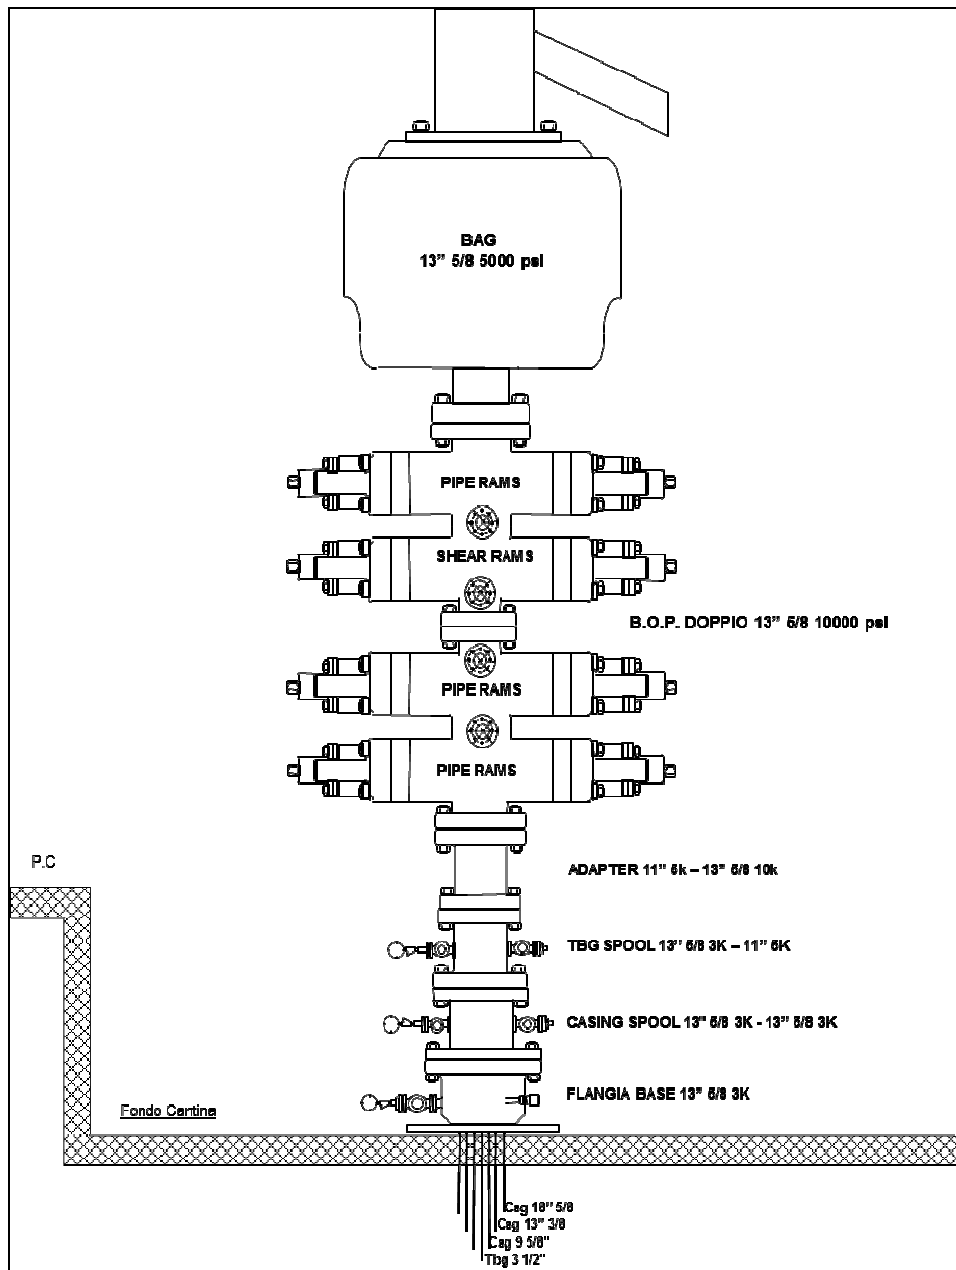 BAG
13" 5/8 5000 psi
PIPE RAMS
SHEAR RAMS
B.O.P. DOPPIO 13" 5/8 10000 psi
PIPE RAMS
PIPE RAMS
P.C
ADAPTER 11" 5k – 13" 5/8 10k
TBG SPOOL 13" 5/8 3K – 11" 5K
CASING SPOOL 13" 5/8 3K - 13" 5/8 3K
FLANGIA BASE 13" 5/8 3K
Fondo Cantina
Csg 18" 5/8
Csg 13" 3/8
Csg 9 5/8"
Tbg 3 1/2"